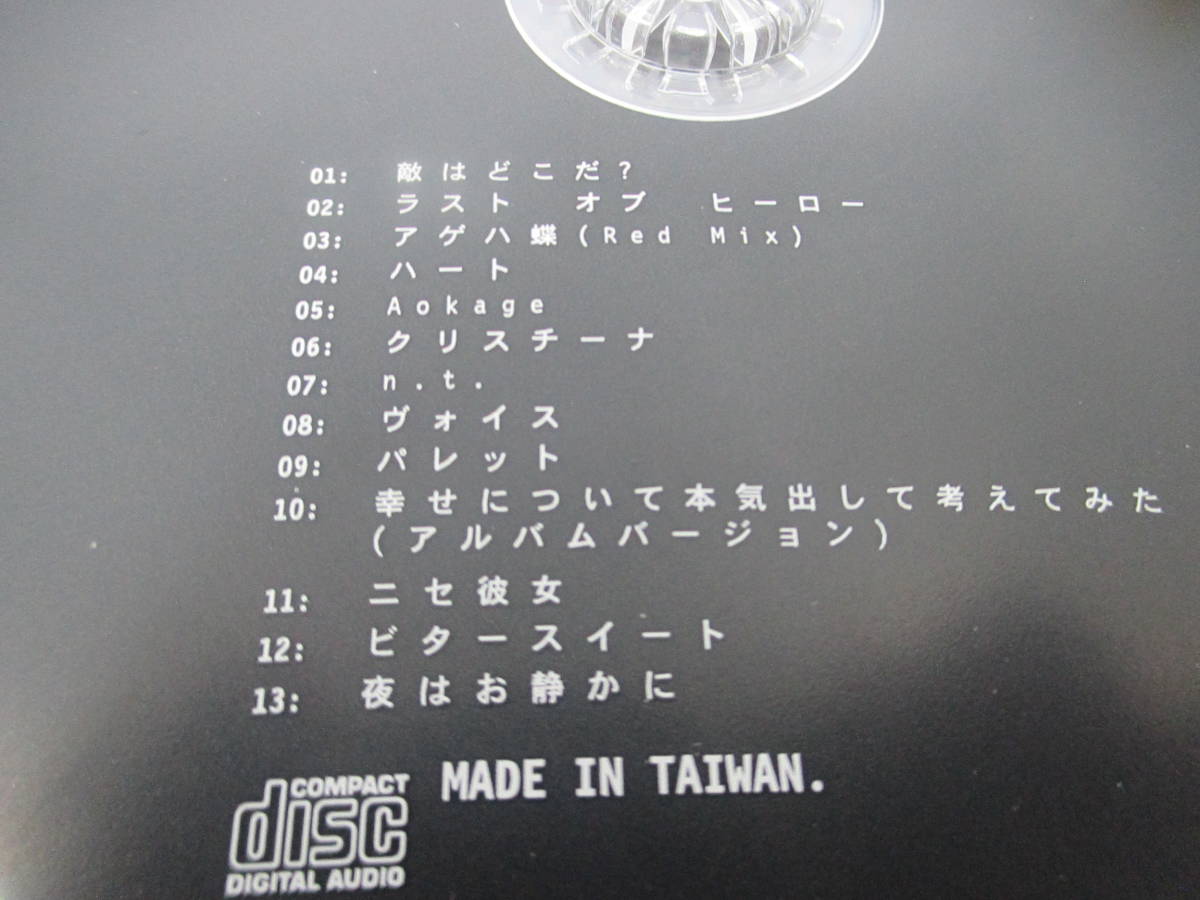 01: 敵はどこだ?
02: ラスト オブ ヒーロー
03: アゲハ蝶(Red Mix)
04: ハート
05: Aokage
06: クリスチーナ
07: n.t.
08: ヴォイス
09: パレット
10: 幸せについて本気出して考えてみた
(アルバムバージョン)
11: ニセ彼女
12: ビタースイート
13: 夜はお静かに
MADE IN TAIWAN.
COMPACT
disc
DIGITAL AUDIO